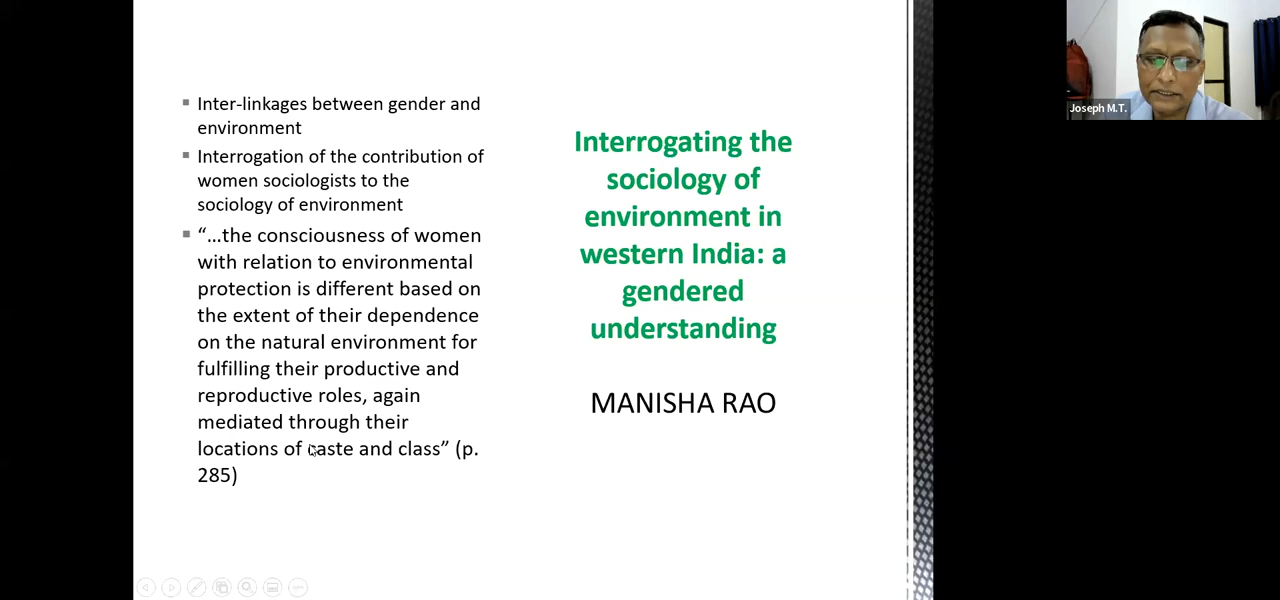 Inter-linkages between gender and
environment
Interrogation of the contribution of
women sociologists to the
sociology of environment
“…the consciousness of women
with relation to environmental
protection is different based on
the extent of their dependence
on the natural environment for
fulfilling their productive and
reproductive roles, again
mediated through their
locations of caste and class” (p.
285)
Interrogating the
sociology of
environment in
western India: a
gendered
understanding
MANISHA RAO
Joseph M.T.